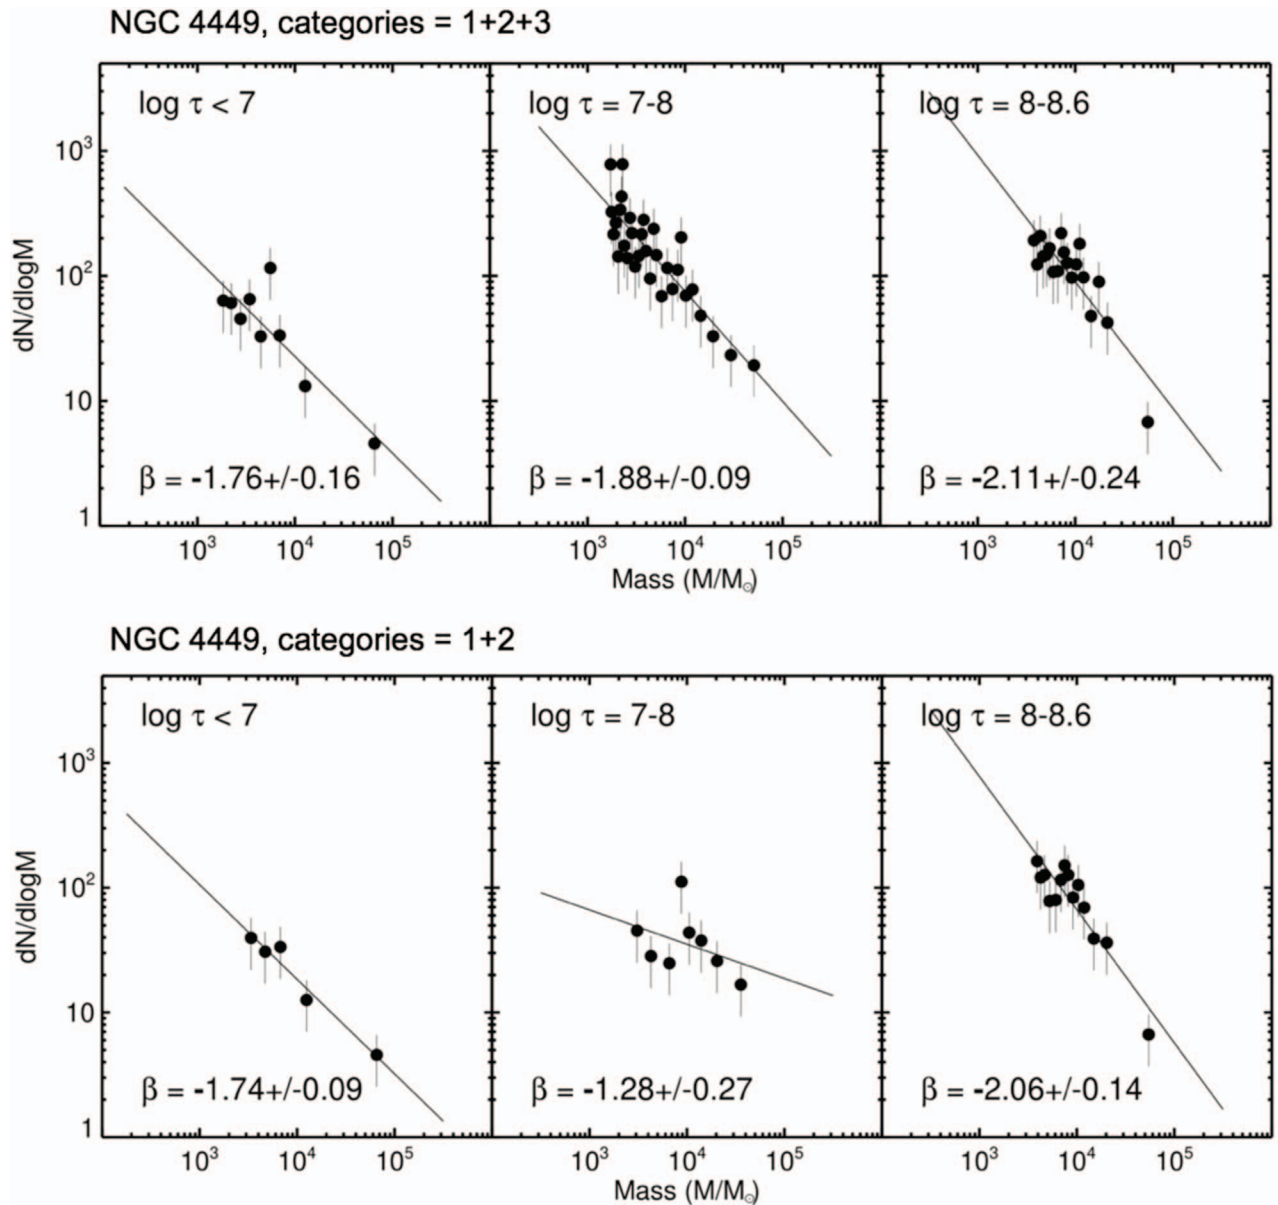 NGC 4449, categories = 1+2+3
log τ < 7
log τ = 7-8
log τ = 8-8.6
10³
10²
10
1
dN/dlogM
β = -1.76+/-0.16
β = -1.88+/-0.09
β = -2.11+/-0.24
10³ 10⁴ 10⁵
10³ 10⁴ 10⁵
10³ 10⁴ 10⁵
Mass (M/M☉)
NGC 4449, categories = 1+2
log τ < 7
log τ = 7-8
log τ = 8-8.6
10³
10²
10
1
dN/dlogM
β = -1.74+/-0.09
β = -1.28+/-0.27
β = -2.06+/-0.14
10³ 10⁴ 10⁵
10³ 10⁴ 10⁵
10³ 10⁴ 10⁵
Mass (M/M☉)